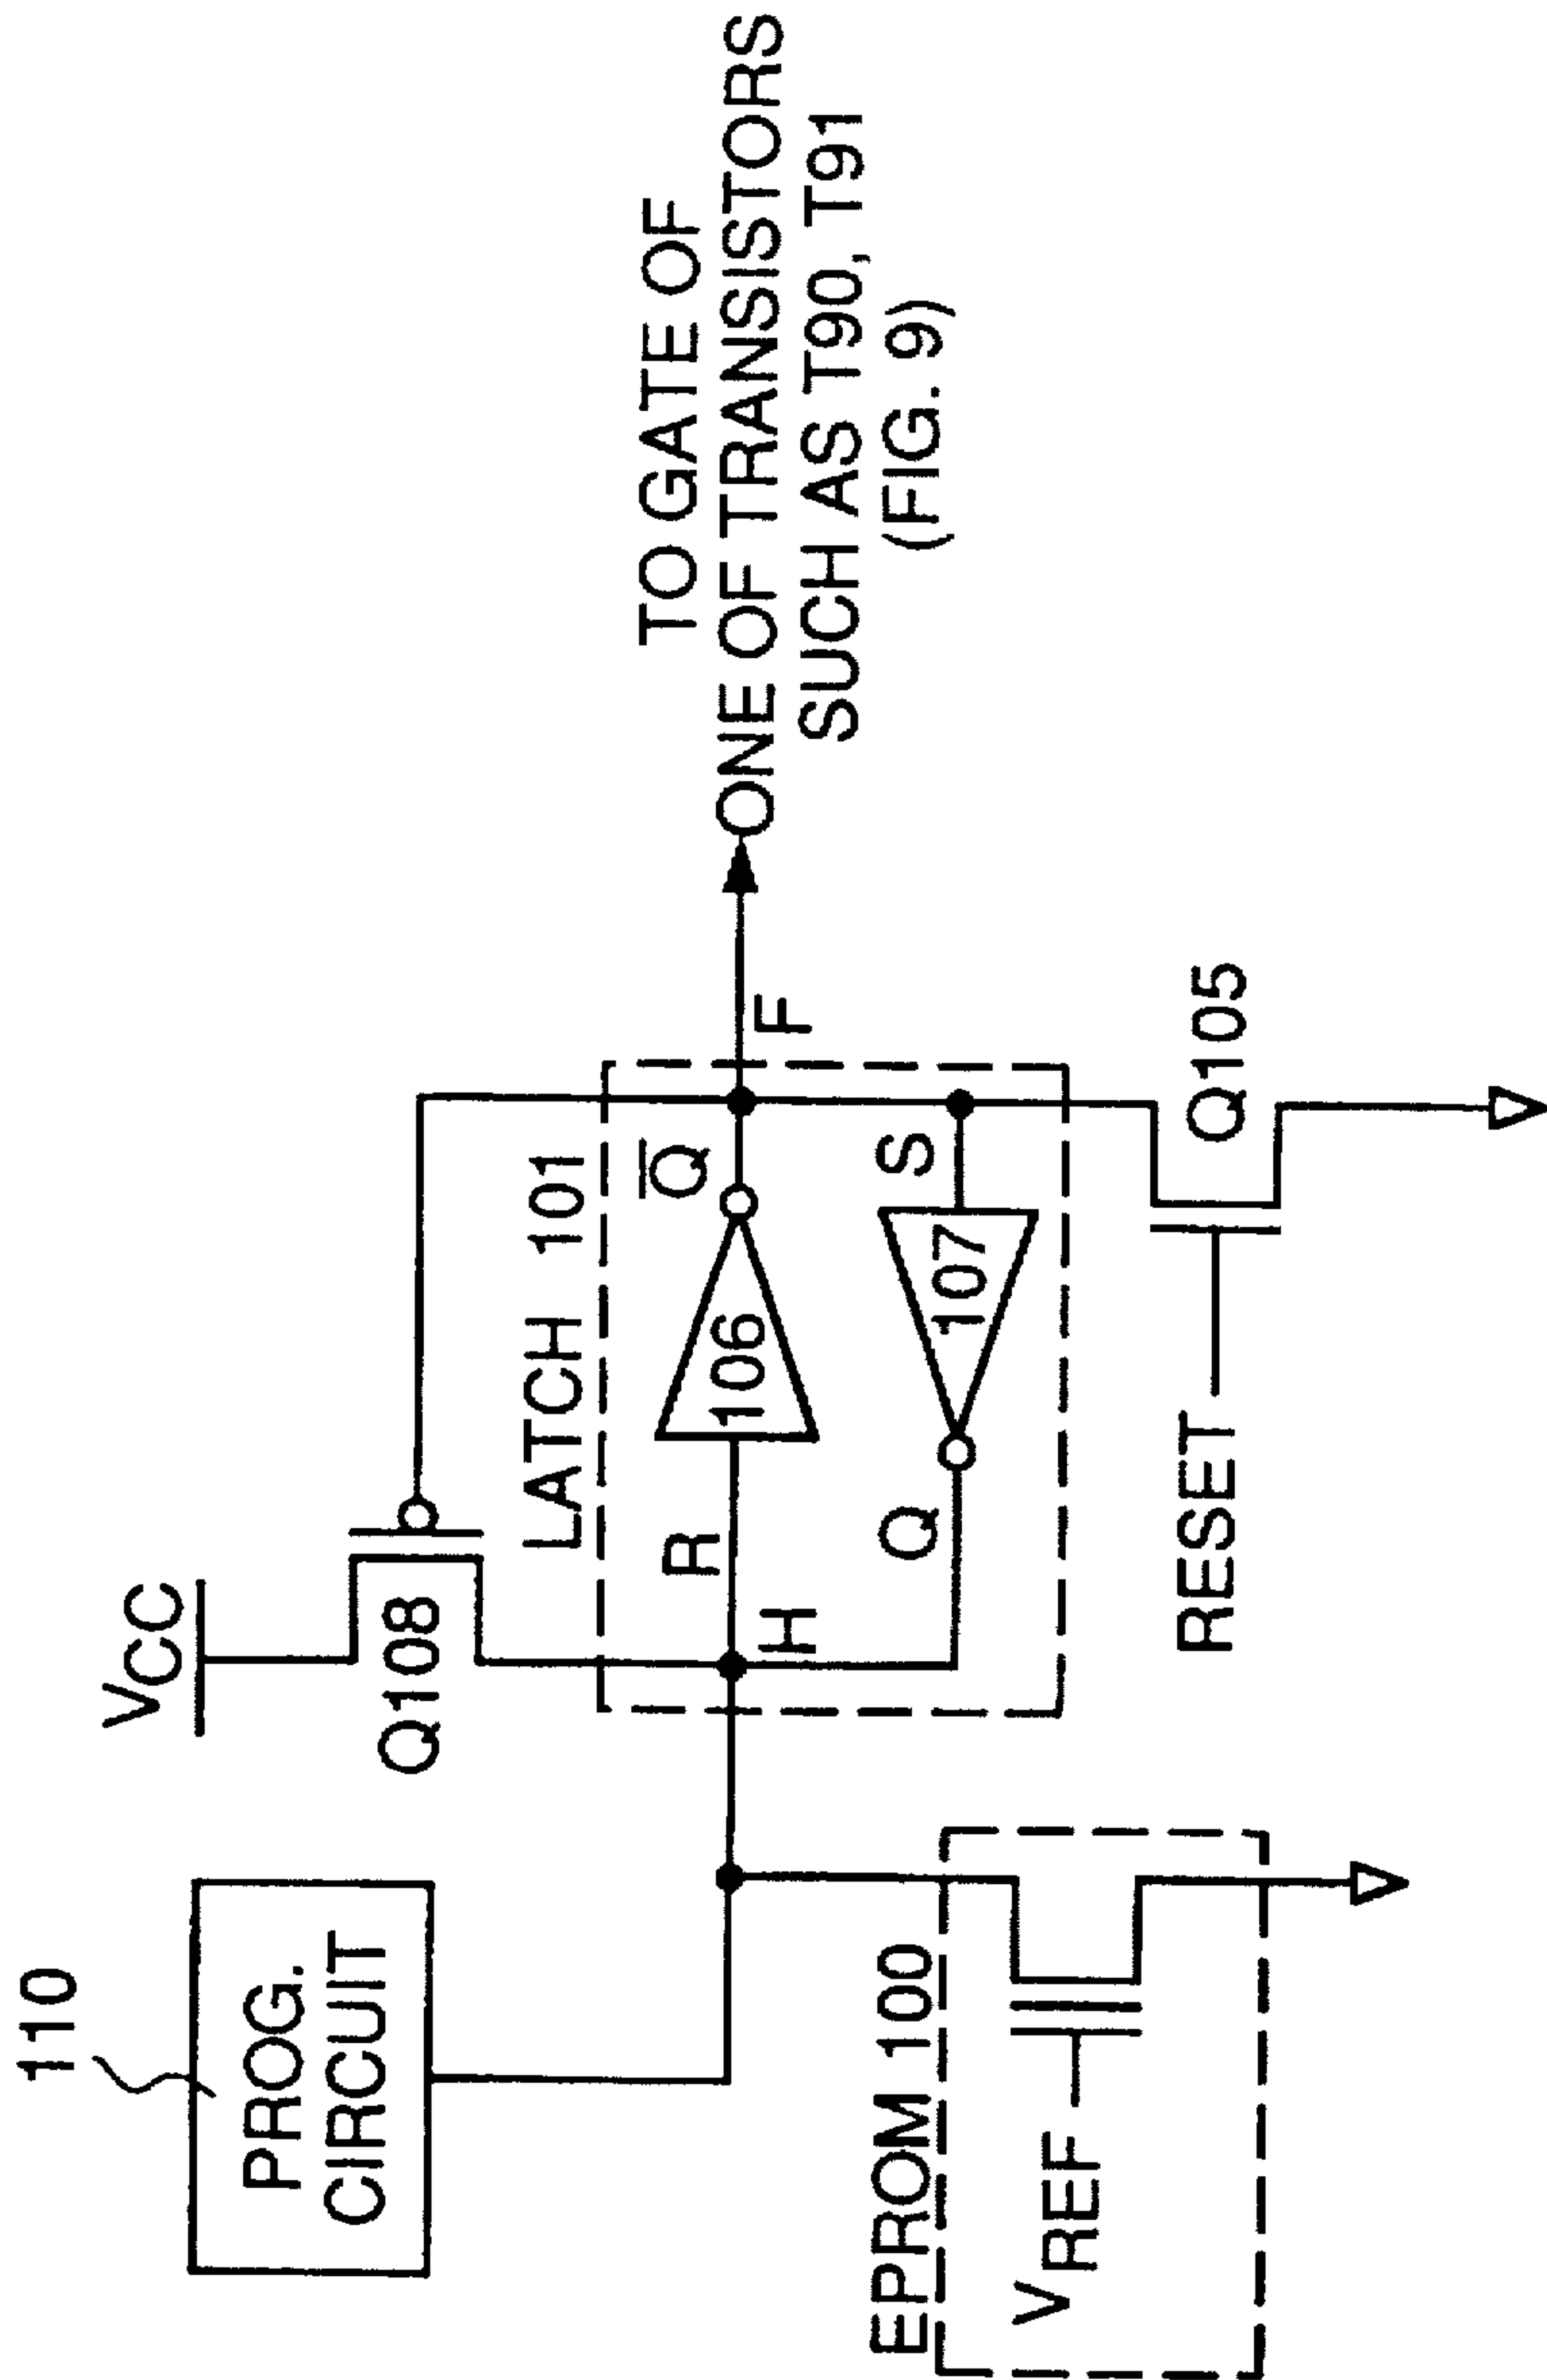 110
PROG.
CIRCUIT
VCC
Q108
LATCH 101
R
106
Q̅
H
F
TO GATE OF
ONE OF TRANSISTORS
SUCH AS T90, T91
(FIG. 9)
EPROM 100
VREF
Q
107
S
RESET
Q105